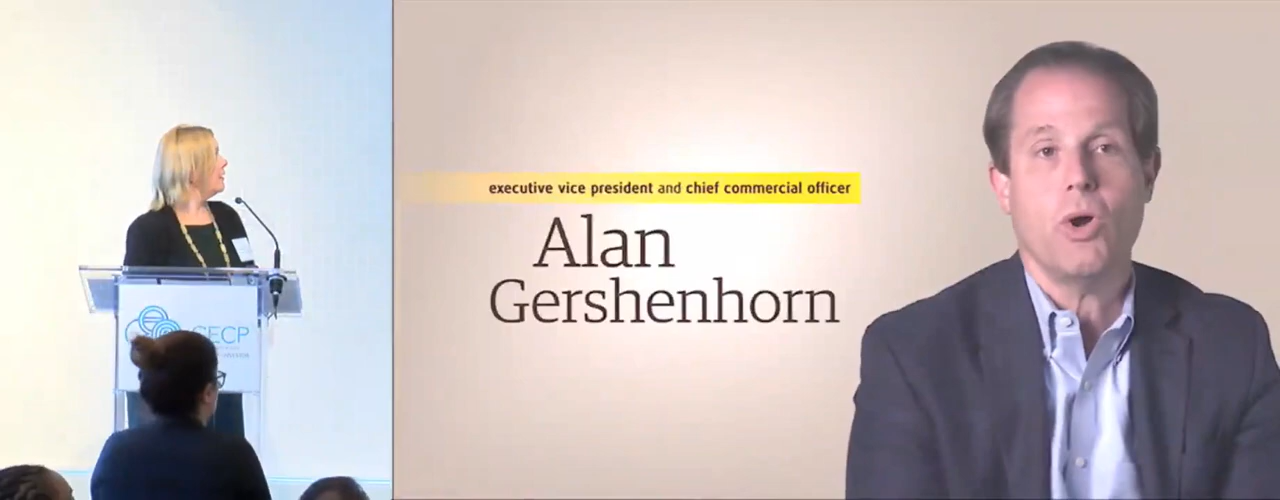 executive vice president and chief commercial officer
Alan
Gershenhorn
CECP